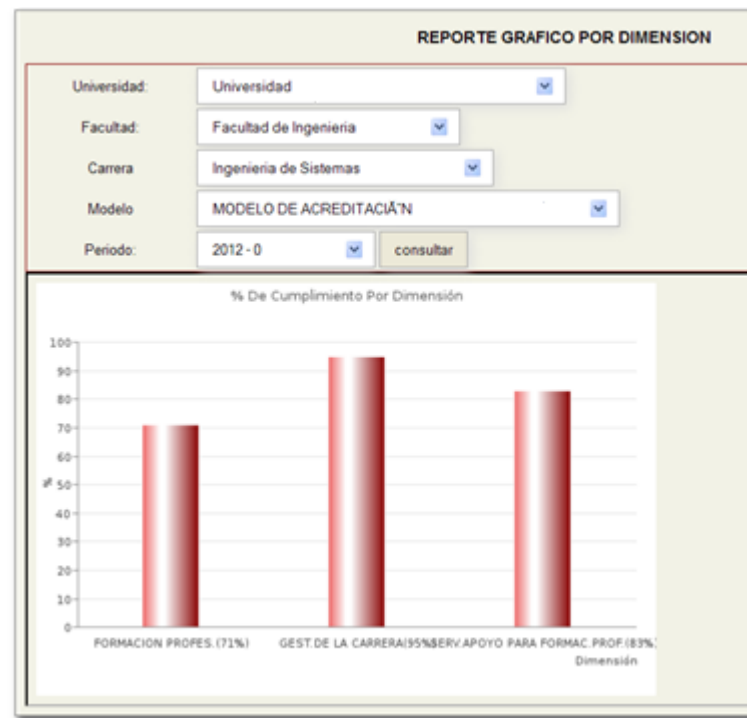 REPORTE GRAFICO POR DIMENSION
Universidad: Universidad
Facultad: Facultad de Ingenieria
Carrera Ingenieria de Sistemas
Modelo MODELO DE ACREDITACIÃ“N
Periodo: 2012 - 0 consultar
% De Cumplimiento Por Dimensión
100
90
80
70
60
% 50
40
30
20
10
0
FORMACION PROFES.(71%) GEST.DE LA CARRERA(95%) SERV.APOYO PARA FORMAC.PROF.(83%)
Dimensión